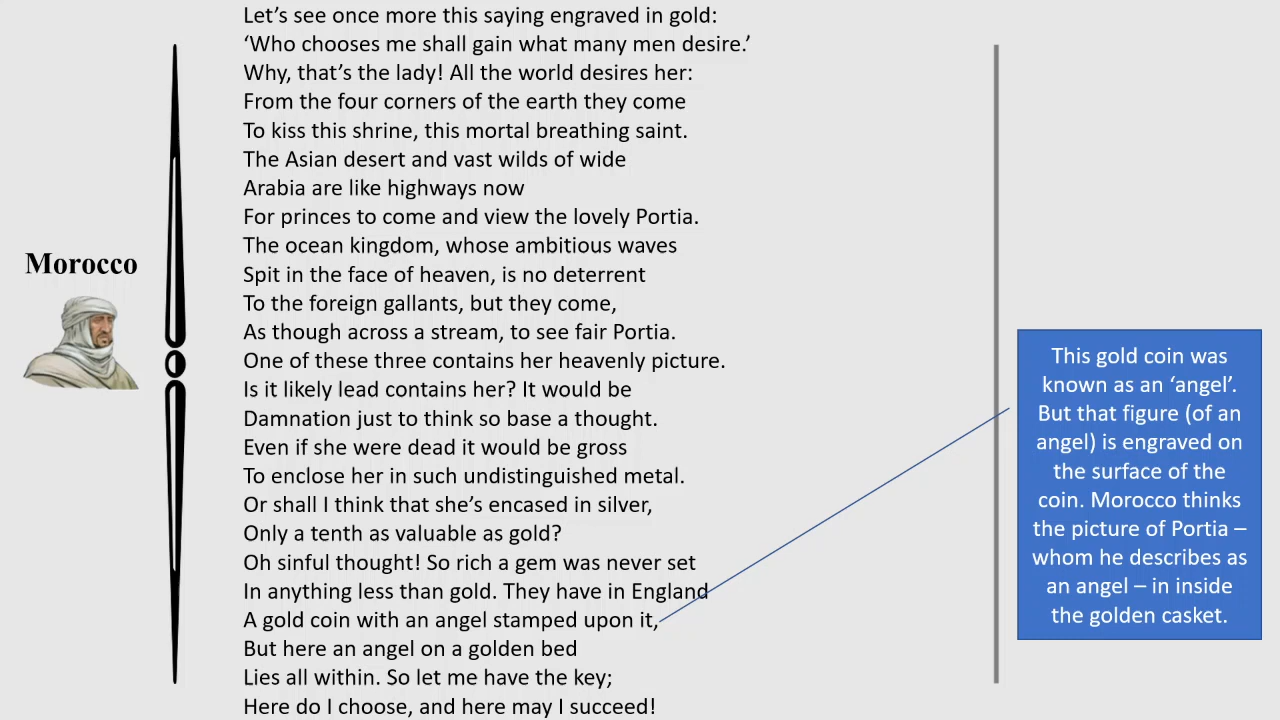 Let’s see once more this saying engraved in gold:
‘Who chooses me shall gain what many men desire.’
Why, that’s the lady! All the world desires her:
From the four corners of the earth they come
To kiss this shrine, this mortal breathing saint.
The Asian desert and vast wilds of wide
Arabia are like highways now
For princes to come and view the lovely Portia.
The ocean kingdom, whose ambitious waves
Spit in the face of heaven, is no deterrent
To the foreign gallants, but they come,
As though across a stream, to see fair Portia.
One of these three contains her heavenly picture.
Is it likely lead contains her? It would be
Damnation just to think so base a thought.
Even if she were dead it would be gross
To enclose her in such undistinguished metal.
Or shall I think that she’s encased in silver,
Only a tenth as valuable as gold?
Oh sinful thought! So rich a gem was never set
In anything less than gold. They have in England
A gold coin with an angel stamped upon it,
But here an angel on a golden bed
Lies all within. So let me have the key;
Here do I choose, and here may I succeed!
Morocco
This gold coin was
known as an ‘angel’.
But that figure (of an
angel) is engraved on
the surface of the
coin. Morocco thinks
the picture of Portia –
whom he describes as
an angel – in inside
the golden casket.